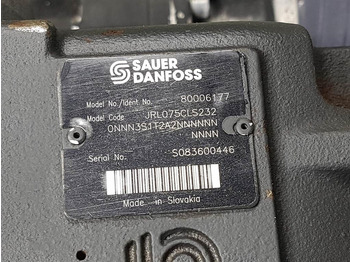 SAUER
DANFOSS
Model No./Ident No. 80006177
Model Code JRL075CLS232
0NNN3S1T2A2NNNNNN
NNNN
Serial No. S083600446
Made in Slovakia